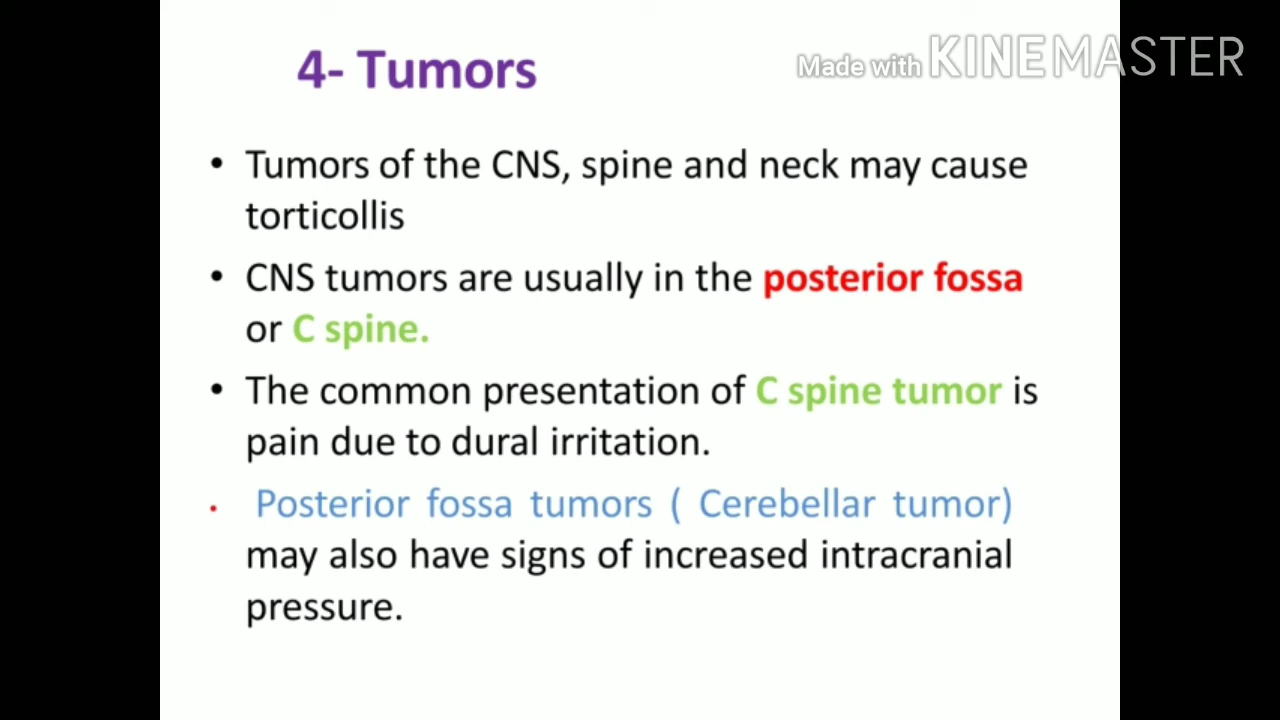 4- Tumors
Made with KINEMASTER
• Tumors of the CNS, spine and neck may cause
torticollis
• CNS tumors are usually in the posterior fossa
or C spine.
• The common presentation of C spine tumor is
pain due to dural irritation.
• Posterior fossa tumors ( Cerebellar tumor)
may also have signs of increased intracranial
pressure.